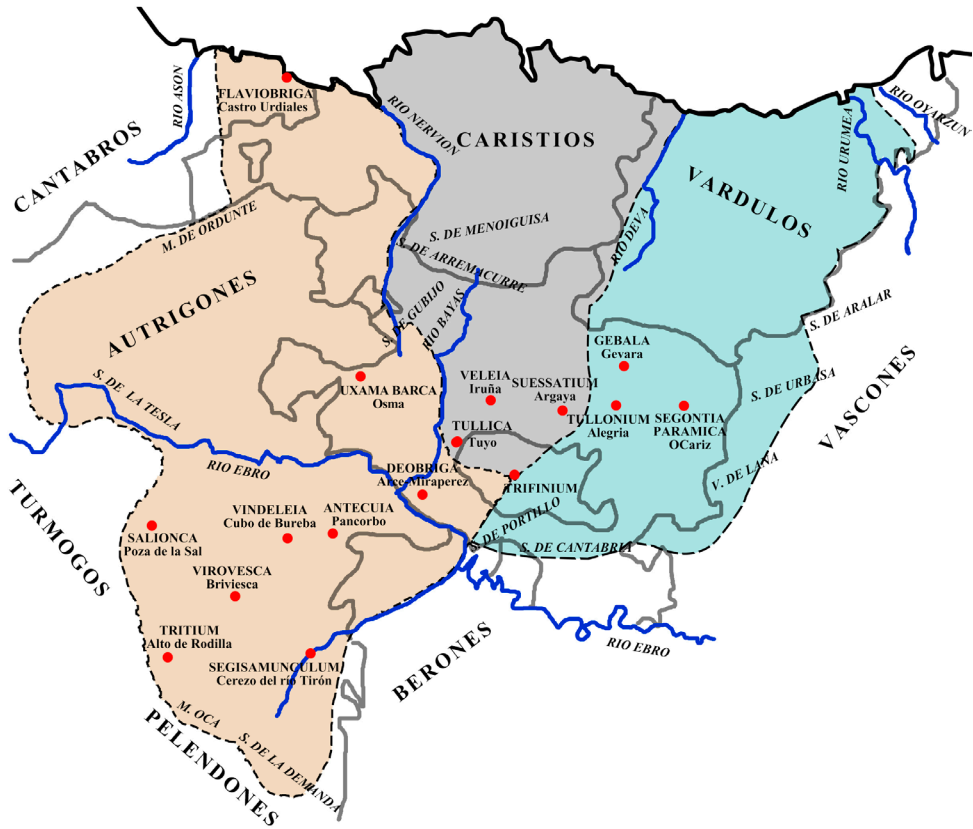 RIO ASON
FLAVIOBRIGA
Castro Urdiales
RIO NERVION
CARISTIOS
RIO OYARZUN
RIO URUMEA
CANTABROS
VARDULOS
M. DE ORDUNTE
S. DE MENOIGUISA
RIO DEVA
S. DE ARREMACURRE
AUTRIGONES
S. DE GUBIJO
RIO BAYAS
S. DE ARALAR
GEBALA
Gevara
S. DE LA TESLA
UXAMA BARCA
Osma
VELEIA
Iruña
SUESSATIUM
Argaya
S. DE URBASA
VASCONES
TULLONIUM
Alegria
SEGONTIA
PARAMICA
OCariz
TULLICA
Tuyo
RIO EBRO
DEOBRIGA
Arce-Miraperez
TRIFINIUM
V. DE LANA
TURMOGOS
VINDELEIA
Cubo de Bureba
ANTECUIA
Pancorbo
S. DE PORTILLO
SALIONCA
Poza de la Sal
S. DE CANTABRIA
VIROVESCA
Briviesca
TRITIUM
Alto de Rodilla
BERONES
RIO EBRO
SEGISAMUNCULUM
Cerezo del río Tirón
M. OCA
PELENDONES
S. DE LA DEMANDA